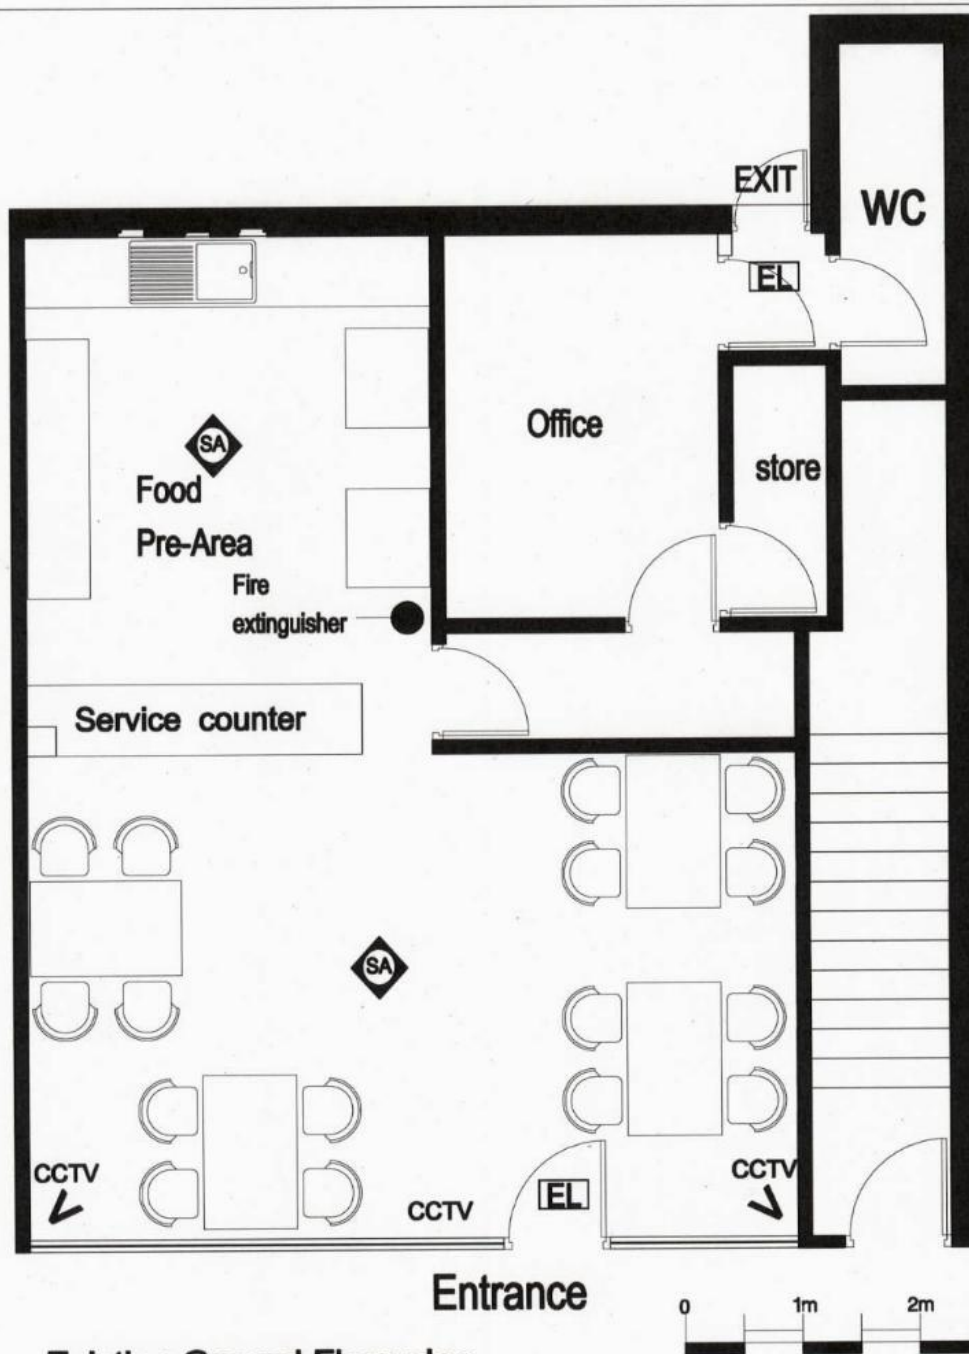 EXIT
WC
EL
Office
store
SA
Food
Pre-Area
Fire
extinguisher
Service counter
SA
CCTV
CCTV
EL
CCTV
Entrance
0 1m 2m